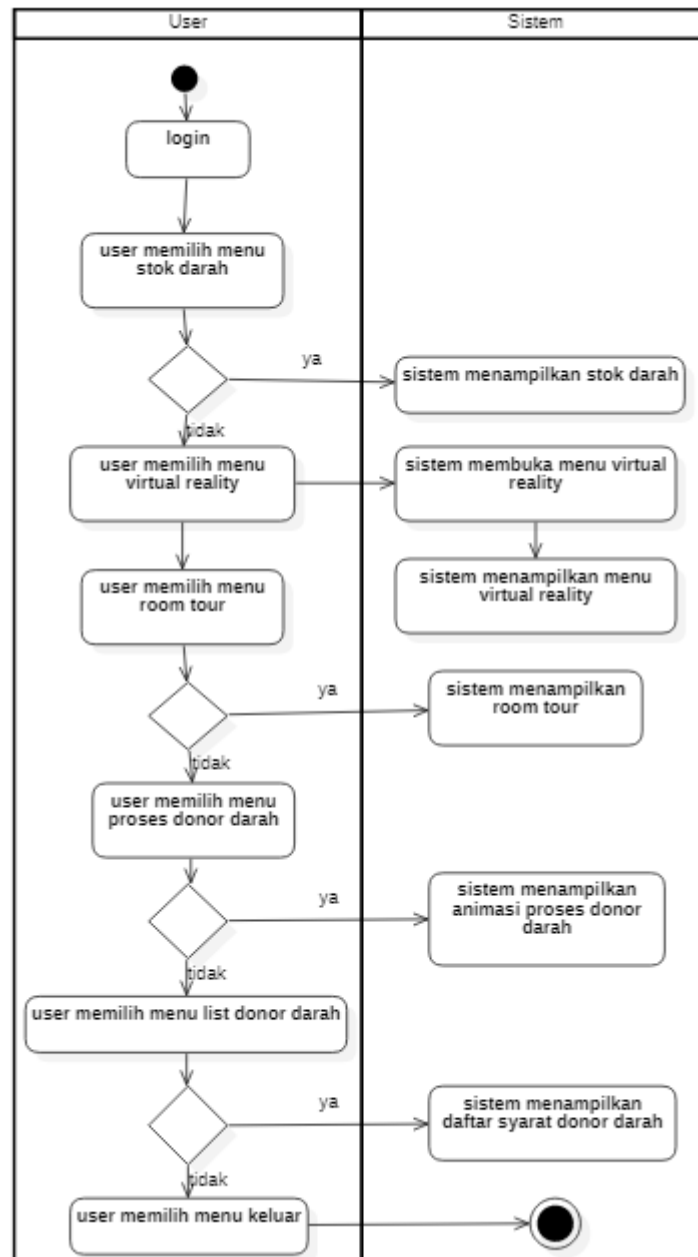 User
Sistem
login
user memilih menu
stok darah
ya
sistem menampilkan stok darah
tidak
user memilih menu
virtual reality
sistem membuka menu virtual
reality
user memilih menu
room tour
sistem menampilkan menu
virtual reality
ya
sistem menampilkan
room tour
tidak
user memilih menu
proses donor darah
ya
sistem menampilkan
animasi proses donor
darah
tidak
user memilih menu list donor darah
ya
sistem menampilkan
daftar syarat donor darah
tidak
user memilih menu keluar